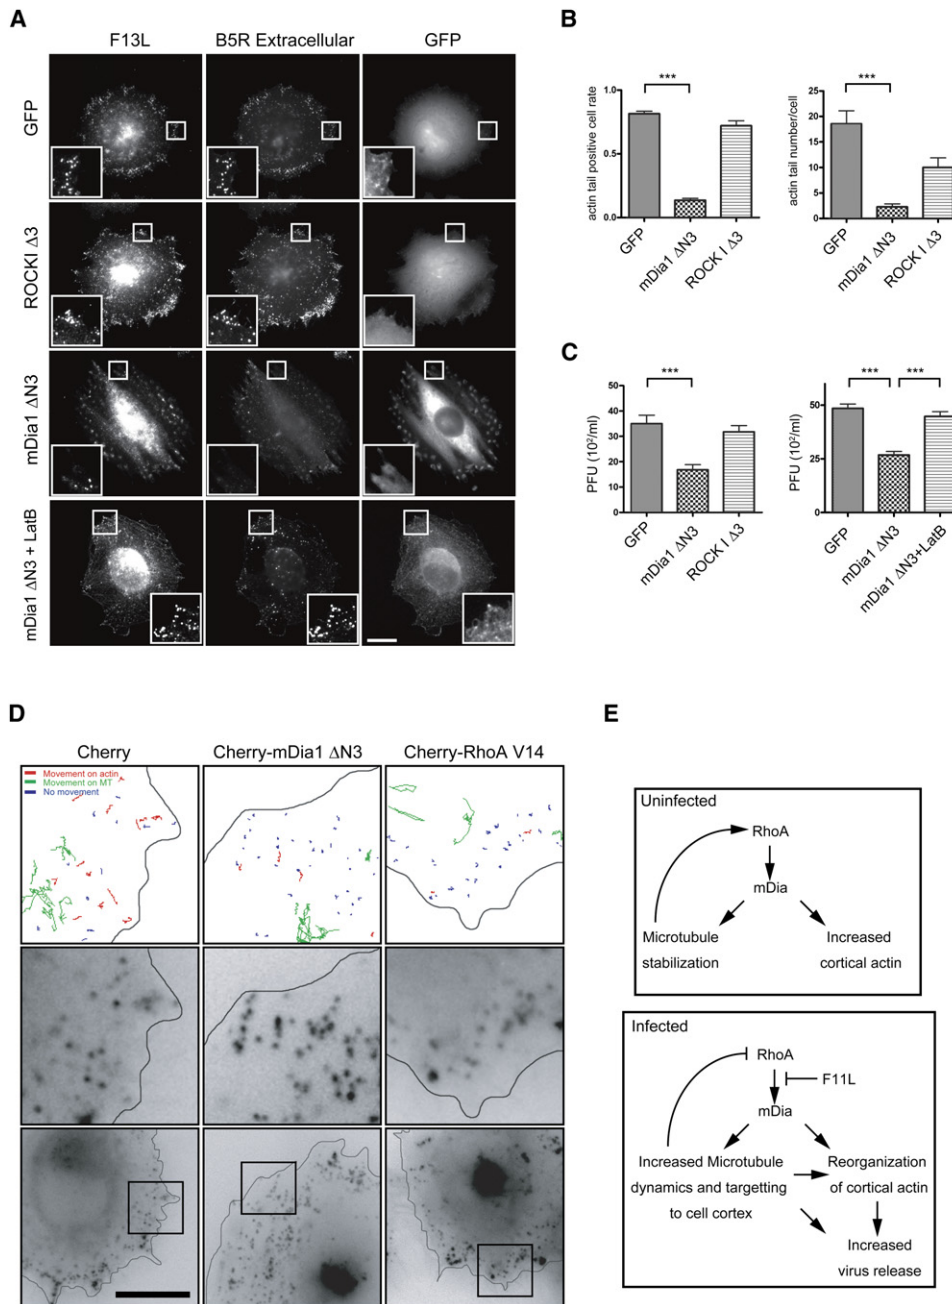 A
F13L
B5R Extracellular
GFP
GFP
ROCKI Δ3
mDia1 ΔN3
mDia1 ΔN3 + LatB
B
actin tail positive cell rate
1.0
0.5
0.0
***
GFP
mDia1 ΔN3
ROCK I Δ3
actin tail number/cell
25
20
15
10
5
0
***
GFP
mDia1 ΔN3
ROCK I Δ3
C
PFU (10²/ml)
50
40
30
20
10
0
***
GFP
mDia1 ΔN3
ROCK I Δ3
PFU (10²/ml)
50
25
0
***
***
GFP
mDia1 ΔN3
mDia1 ΔN3+LatB
D
Cherry
Cherry-mDia1 ΔN3
Cherry-RhoA V14
Movement on actin
Movement on MT
No movement
E
Uninfected
RhoA
mDia
Microtubule
stabilization
Increased
cortical actin
Infected
RhoA
F11L
mDia
Increased Microtubule
dynamics and targetting
to cell cortex
Reorganization
of cortical actin
Increased
virus release